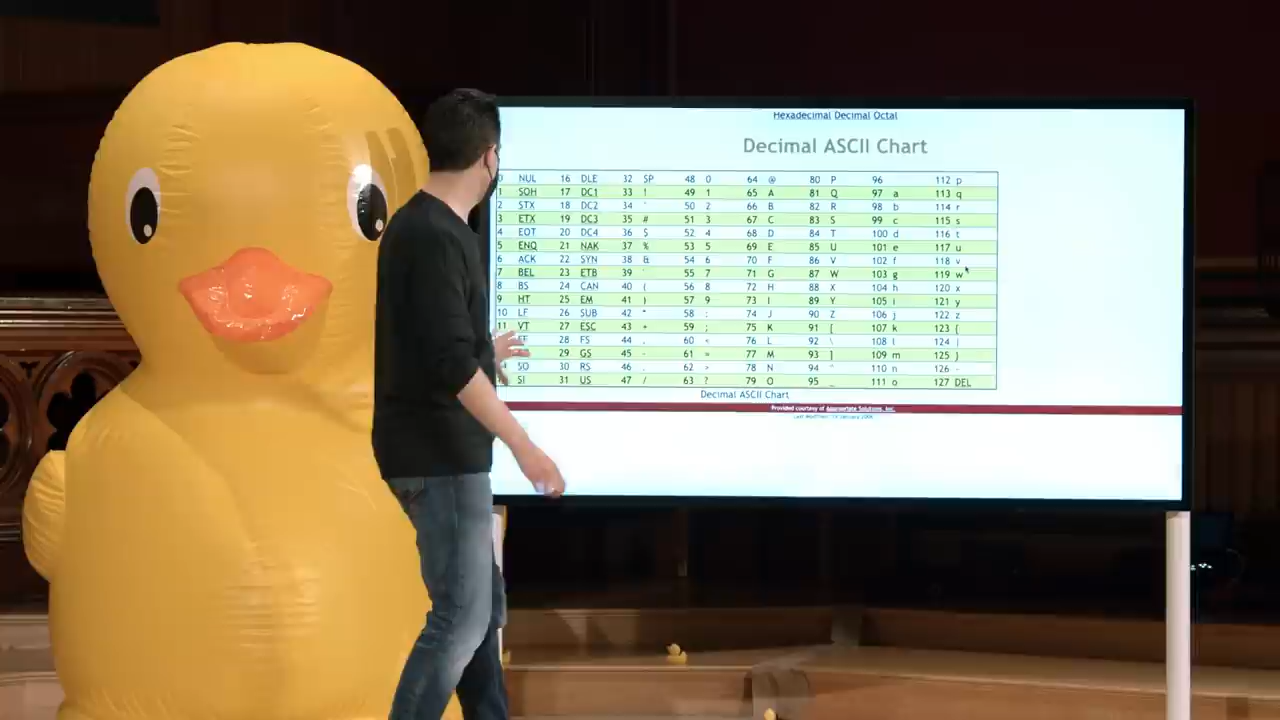 Hexadecimal Decimal Octal
Decimal ASCII Chart
0 NUL 16 DLE 32 SP 48 0 64 @ 80 P 96 112 p
1 SOH 17 DC1 33 ! 49 1 65 A 81 Q 97 a 113 q
2 STX 18 DC2 34 50 2 66 B 82 R 98 b 114 r
3 ETX 19 DC3 35 # 51 3 67 C 83 S 99 c 115 s
4 EOT 20 DC4 36 $ 52 4 68 D 84 T 100 d 116 t
5 ENQ 21 NAK 37 % 53 5 69 E 85 U 101 e 117 u
6 ACK 22 SYN 38 & 54 6 70 F 86 V 102 f 118 v
7 BEL 23 ETB 39 ' 55 7 71 G 87 W 103 g 119 w
8 BS 24 CAN 40 ( 56 8 72 H 88 X 104 h 120 x
9 HT 25 EM 41 ) 57 9 73 I 89 Y 105 i 121 y
10 LF 26 SUB 42 * 58 : 74 J 90 Z 106 j 122 z
11 VT 27 ESC 43 + 59 ; 75 K 91 [ 107 k 123 {
FF 28 FS 44 , 60 < 76 L 92 \ 108 l 124 |
29 GS 45 - 61 = 77 M 93 ] 109 m 125 }
SO 30 RS 46 . 62 > 78 N 94 ^ 110 n 126 ~
SI 31 US 47 / 63 ? 79 O 95 _ 111 o 127 DEL
Decimal ASCII Chart
Provided courtesy of Appropriate Solutions, Inc.